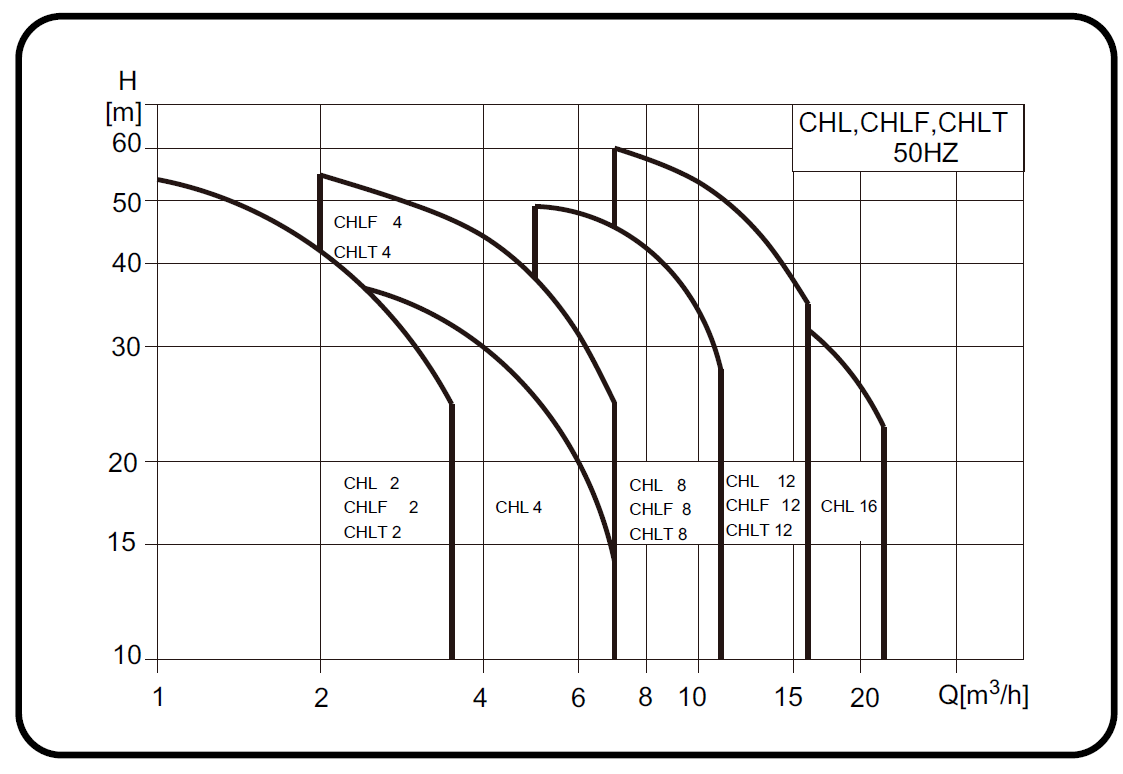 H
[m]
CHL,CHLF,CHLT
50HZ
60
50
40
30
20
15
10
CHLF 4
CHLT 4
CHL 2
CHLF 2
CHLT 2
CHL 4
CHL 8
CHLF 8
CHLT 8
CHL 12
CHLF 12
CHLT 12
CHL 16
1 2 4 6 8 10 15 20 Q[m³/h]